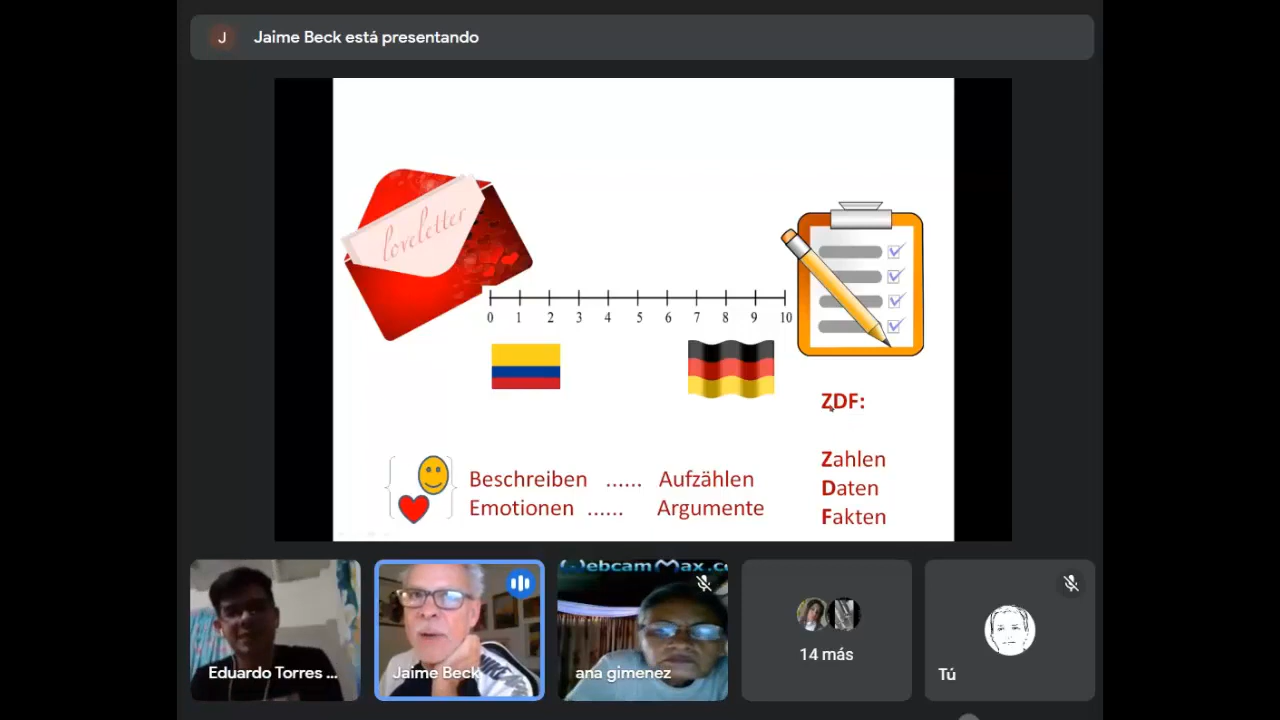 J Jaime Beck está presentando
loveletter
0 1 2 3 4 5 6 7 8 9 10
ZDF:
Beschreiben ...... Aufzählen
Emotionen ...... Argumente
Zahlen
Daten
Fakten
ebcamMax.c
Eduardo Torres ...
Jaime Beck
ana gimenez
14 más
Tú